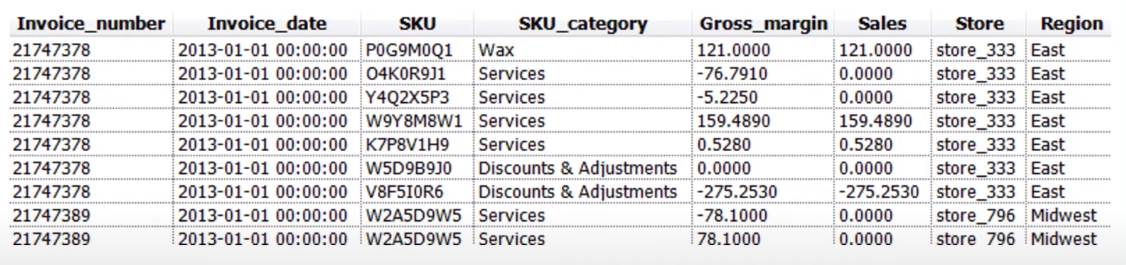 Invoice_number Invoice_date SKU SKU_category Gross_margin Sales Store Region
21747378 2013-01-01 00:00:00 P0G9M0Q1 Wax 121.0000 121.0000 store_333 East
21747378 2013-01-01 00:00:00 O4K0R9J1 Services -76.7910 0.0000 store_333 East
21747378 2013-01-01 00:00:00 Y4Q2X5P3 Services -5.2250 0.0000 store_333 East
21747378 2013-01-01 00:00:00 W9Y8M8W1 Services 159.4890 159.4890 store_333 East
21747378 2013-01-01 00:00:00 K7P8V1H9 Services 0.5280 0.5280 store_333 East
21747378 2013-01-01 00:00:00 W5D9B9J0 Discounts & Adjustments 0.0000 0.0000 store_333 East
21747378 2013-01-01 00:00:00 V8F5I0R6 Discounts & Adjustments -275.2530 -275.2530 store_333 East
21747389 2013-01-01 00:00:00 W2A5D9W5 Services -78.1000 0.0000 store_796 Midwest
21747389 2013-01-01 00:00:00 W2A5D9W5 Services 78.1000 0.0000 store_796 Midwest